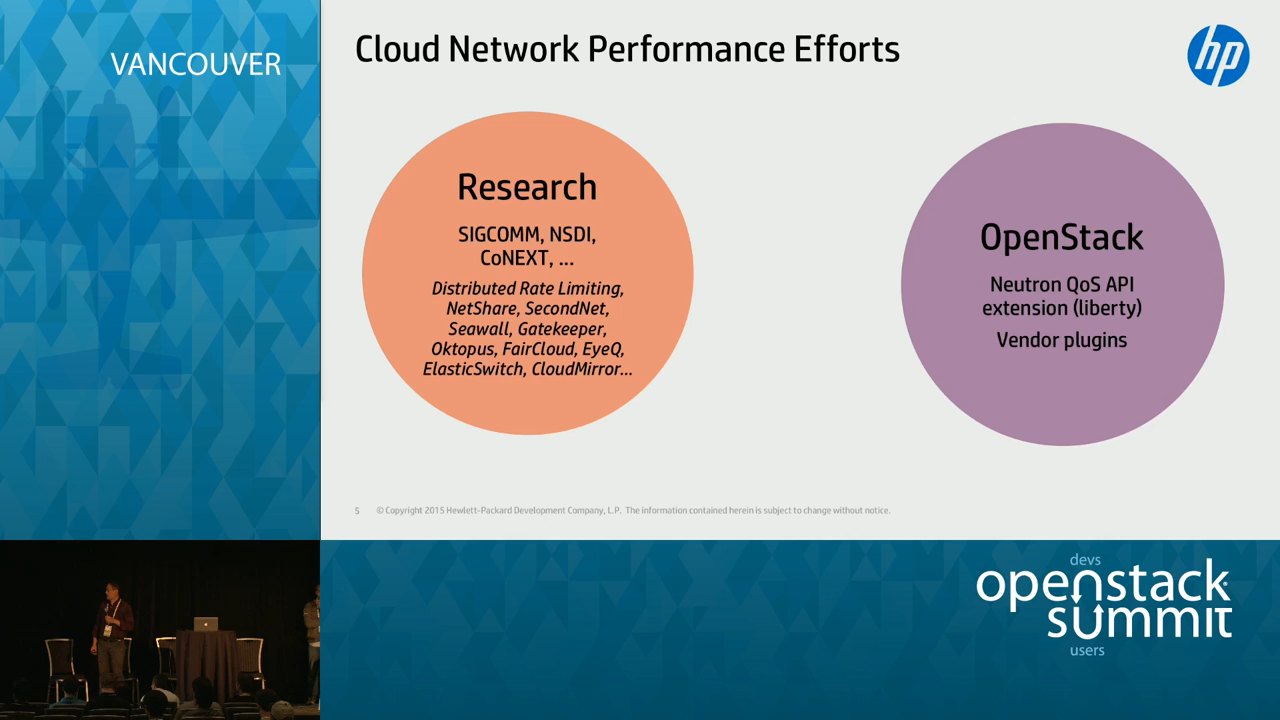 VANCOUVER
Cloud Network Performance Efforts
hp
Research
SIGCOMM, NSDI,
CoNEXT, ...
Distributed Rate Limiting,
NetShare, SecondNet,
Seawall, Gatekeeper,
Oktopus, FairCloud, EyeQ,
ElasticSwitch, CloudMirror...
OpenStack
Neutron QoS API
extension (liberty)
Vendor plugins
5 © Copyright 2015 Hewlett-Packard Development Company, L.P. The information contained herein is subject to change without notice.
devs
openstack
summit
users